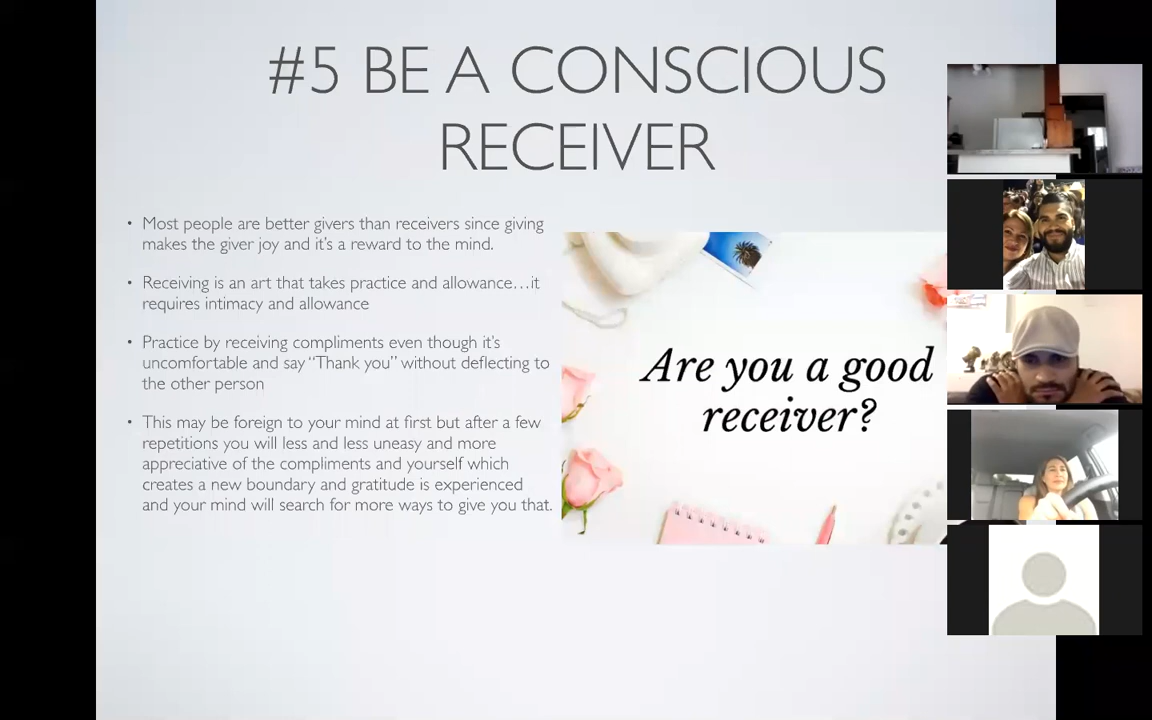 #5 BE A CONSCIOUS
RECEIVER
• Most people are better givers than receivers since giving
makes the giver joy and it’s a reward to the mind.
• Receiving is an art that takes practice and allowance…it
requires intimacy and allowance
• Practice by receiving compliments even though it’s
uncomfortable and say “Thank you” without deflecting to
the other person
• This may be foreign to your mind at first but after a few
repetitions you will less and less uneasy and more
appreciative of the compliments and yourself which
creates a new boundary and gratitude is experienced
and your mind will search for more ways to give you that.
Are you a good
receiver?